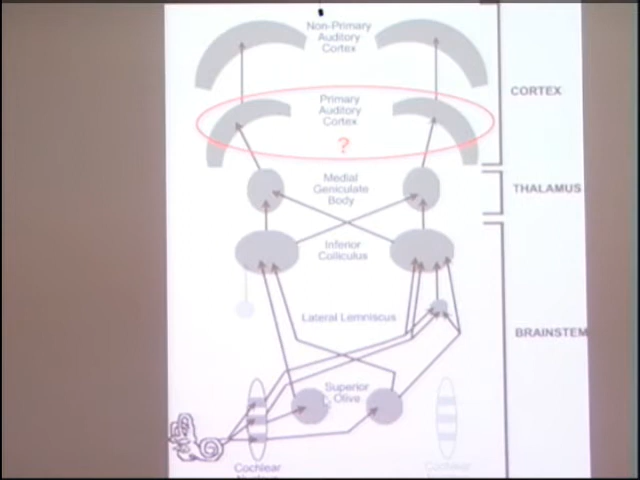 Non-Primary
Auditory
Cortex
CORTEX
Primary
Auditory
Cortex
?
Medial
Geniculate
Body
THALAMUS
Inferior
Colliculus
Lateral Lemniscus
BRAINSTEM
Superior
Olive
Cochlear